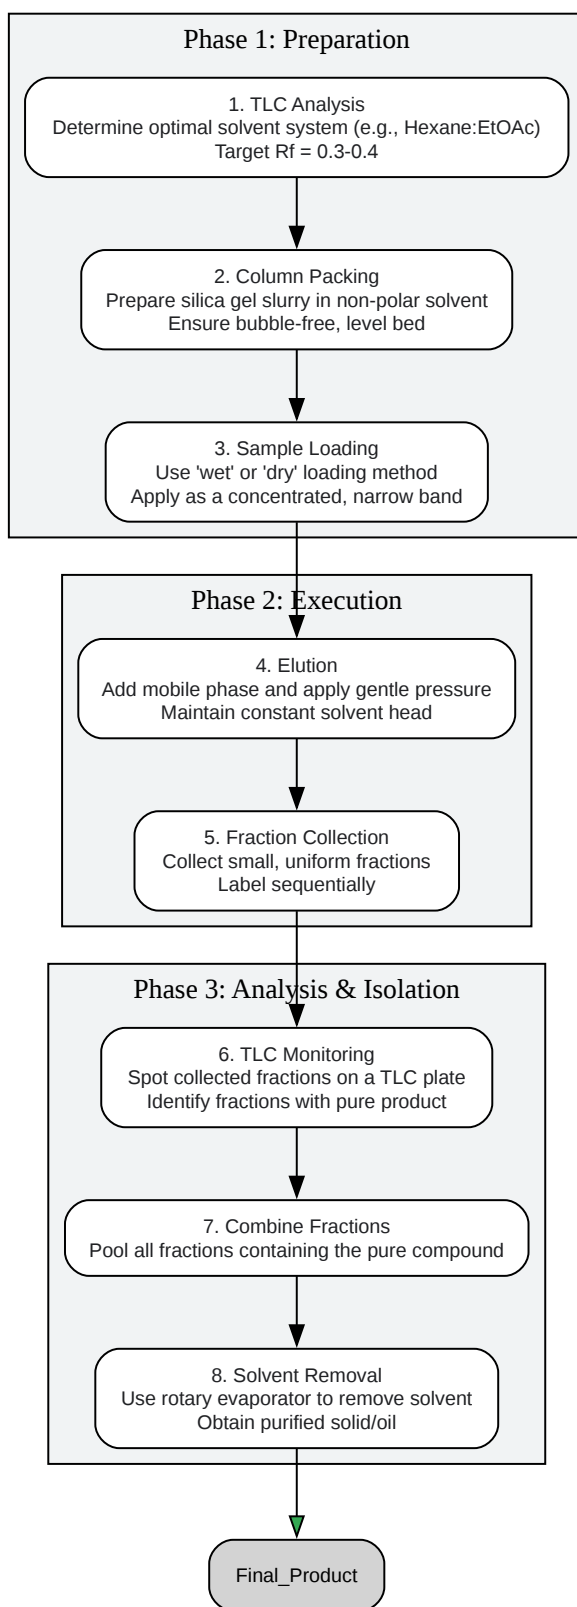 Phase 1: Preparation
1. TLC Analysis
Determine optimal solvent system (e.g., Hexane:EtOAc)
Target Rf = 0.3-0.4
2. Column Packing
Prepare silica gel slurry in non-polar solvent
Ensure bubble-free, level bed
3. Sample Loading
Use 'wet' or 'dry' loading method
Apply as a concentrated, narrow band
Phase 2: Execution
4. Elution
Add mobile phase and apply gentle pressure
Maintain constant solvent head
5. Fraction Collection
Collect small, uniform fractions
Label sequentially
Phase 3: Analysis & Isolation
6. TLC Monitoring
Spot collected fractions on a TLC plate
Identify fractions with pure product
7. Combine Fractions
Pool all fractions containing the pure compound
8. Solvent Removal
Use rotary evaporator to remove solvent
Obtain purified solid/oil
Final_Product